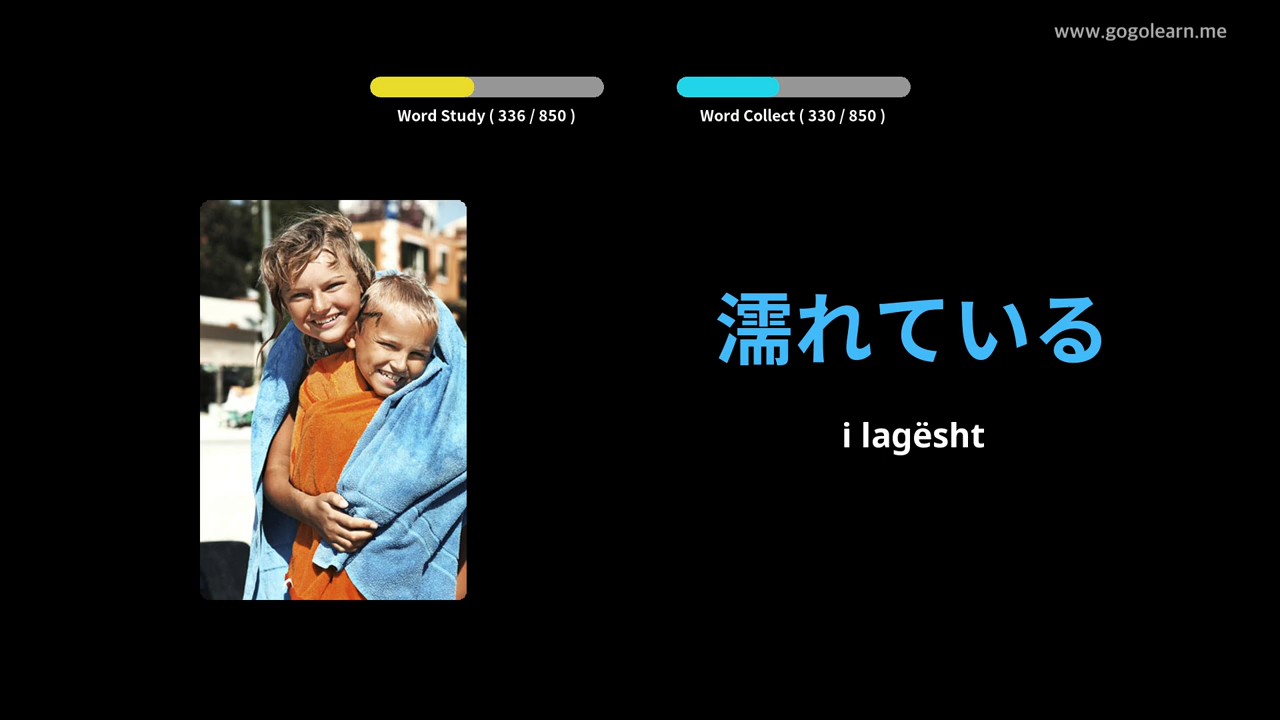 www.gogolearn.me
Word Study ( 336 / 850 )
Word Collect ( 330 / 850 )
濡れている
i lagësht